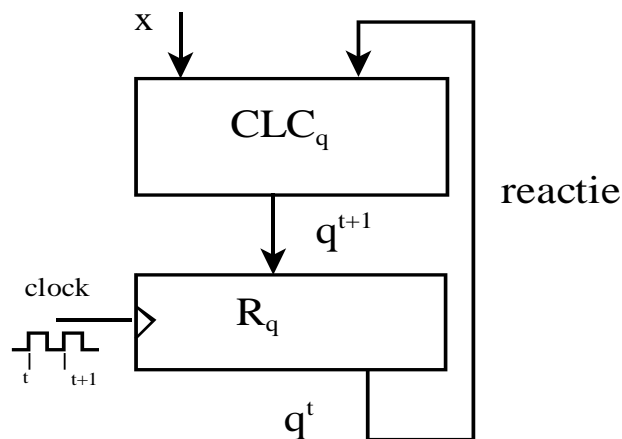 x
CLC_q
reactie
q^{t+1}
clock
R_q
t
t+1
q^t